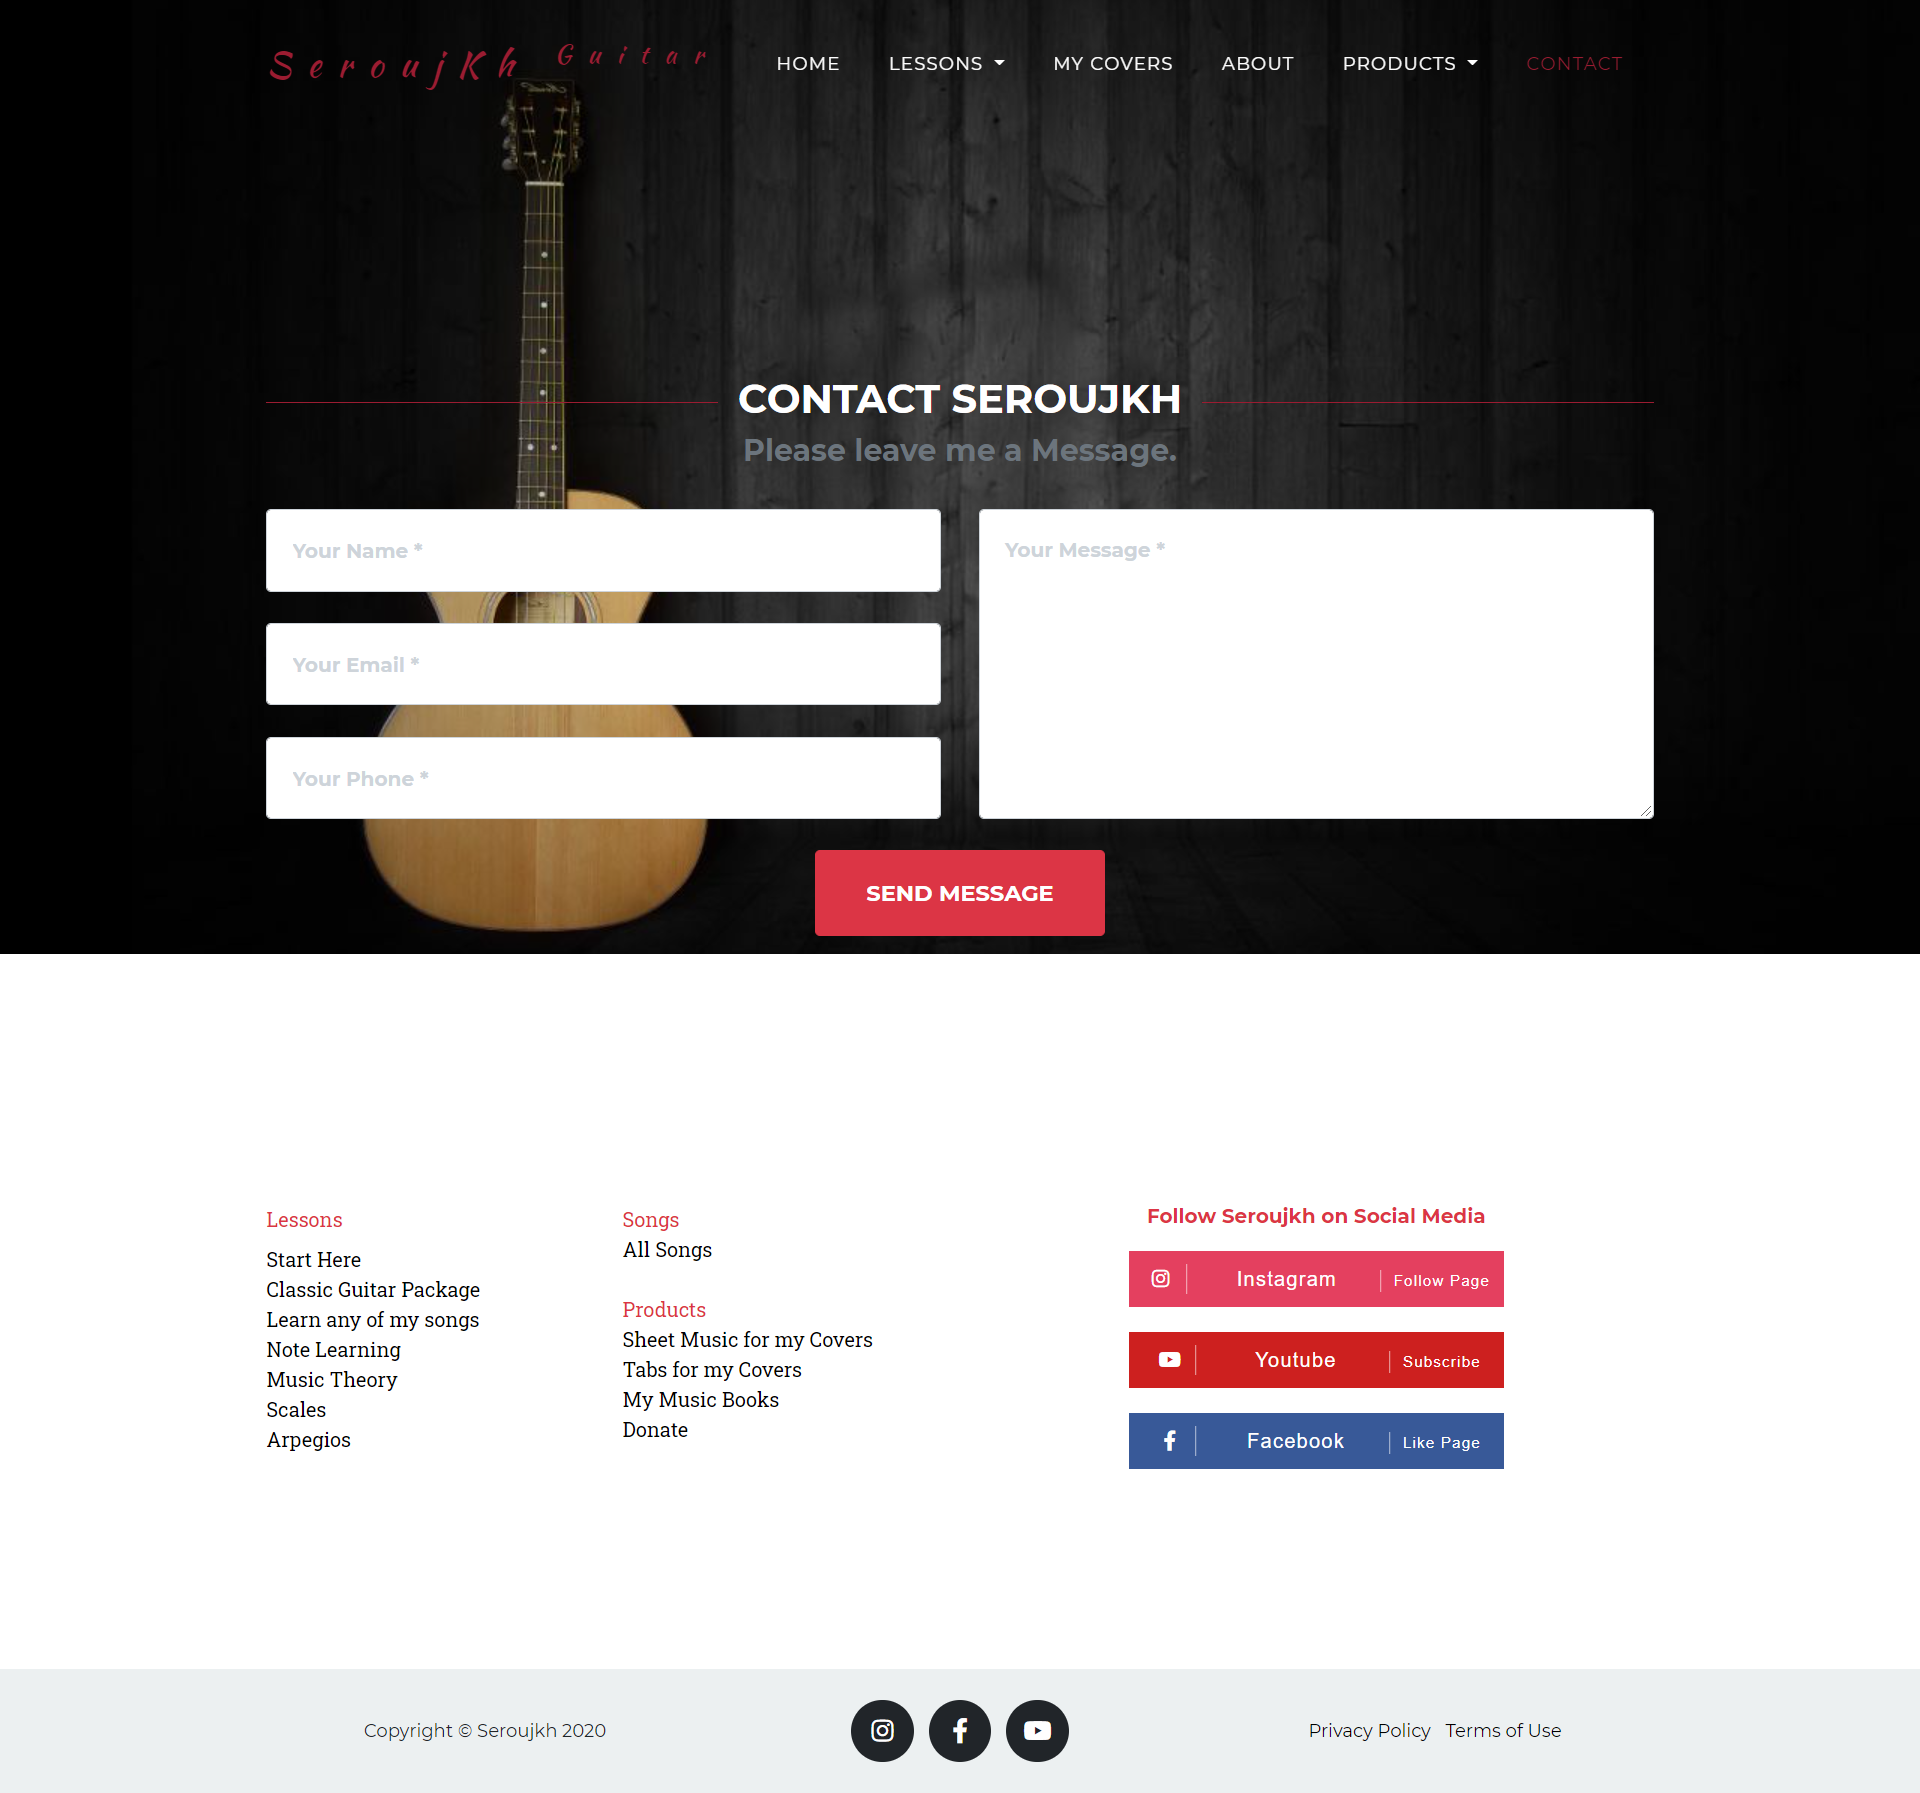 SeroujKh Guitar
HOME LESSONS MY COVERS ABOUT PRODUCTS CONTACT
CONTACT SEROUJKH
Please leave me a Message.
Your Name *
Your Message *
Your Email *
Your Phone *
SEND MESSAGE
Lessons
Start Here
Classic Guitar Package
Learn any of my songs
Note Learning
Music Theory
Scales
Arpegios
Songs
All Songs
Products
Sheet Music for my Covers
Tabs for my Covers
My Music Books
Donate
Follow Seroujkh on Social Media
Instagram Follow Page
Youtube Subscribe
Facebook Like Page
Copyright © Seroujkh 2020
Privacy Policy Terms of Use